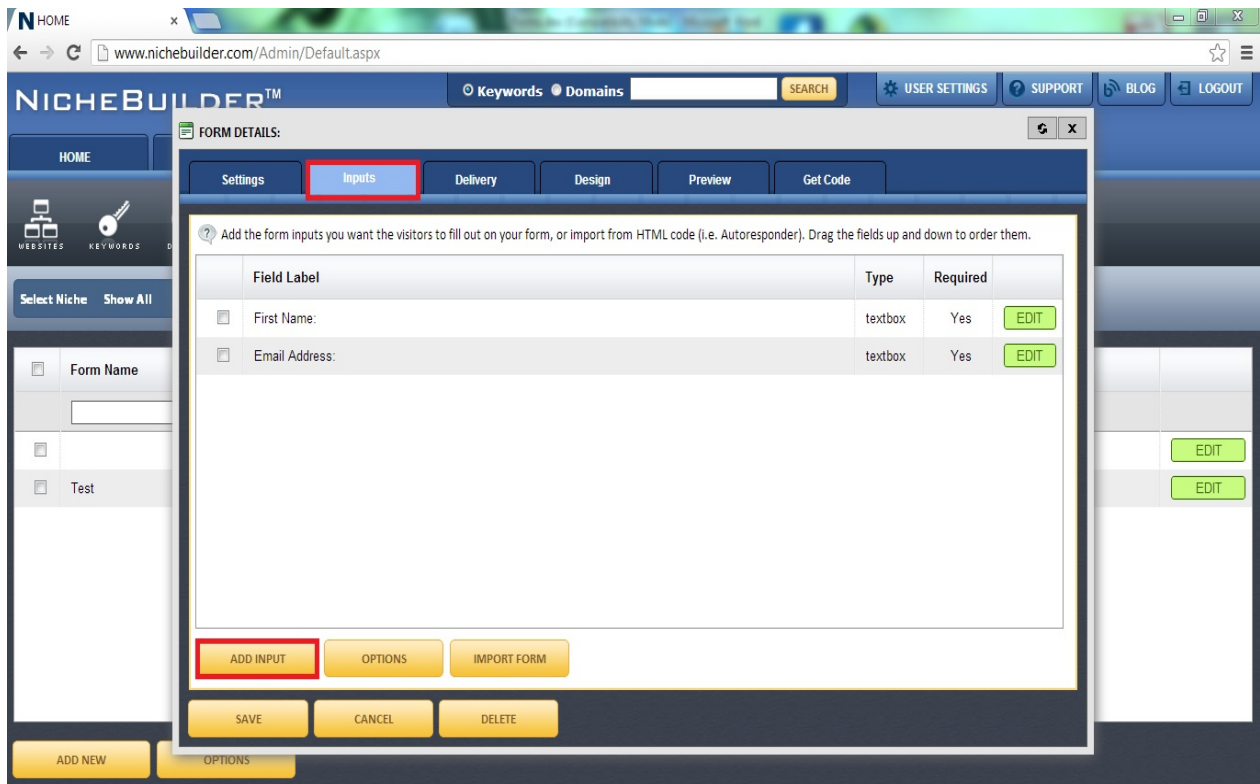 HOME
www.nichebuilder.com/Admin/Default.aspx
NICHEBUILDER™
Keywords Domains SEARCH
USER SETTINGS SUPPORT BLOG LOGOUT
FORM DETAILS:
X
HOME
Settings Inputs Delivery Design Preview Get Code
WEBSITES KEYWORDS
Add the form inputs you want the visitors to fill out on your form, or import from HTML code (i.e. Autoresponder). Drag the fields up and down to order them.
Field Label Type Required
Select Niche Show All
First Name: textbox Yes EDIT
Email Address: textbox Yes EDIT
Form Name
EDIT
Test EDIT
ADD INPUT OPTIONS IMPORT FORM
SAVE CANCEL DELETE
ADD NEW OPTIONS